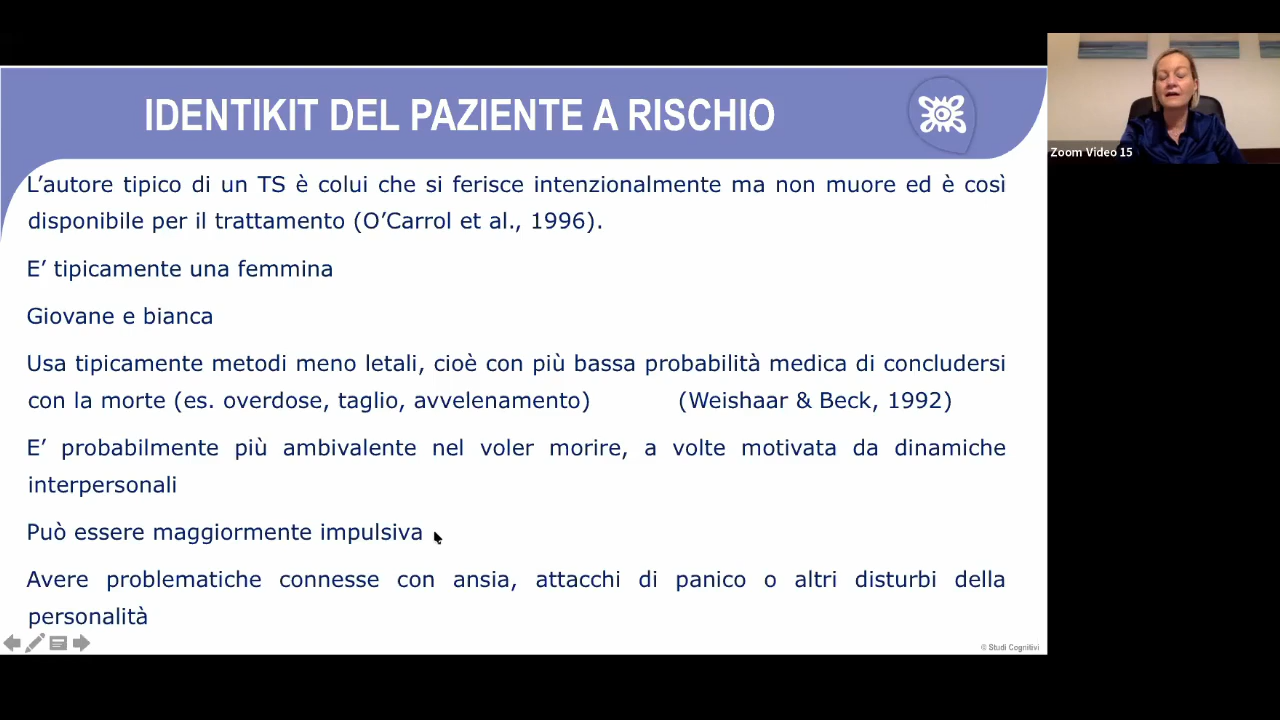 IDENTIKIT DEL PAZIENTE A RISCHIO
L'autore tipico di un TS è colui che si ferisce intenzionalmente ma non muore ed è così
disponibile per il trattamento (O'Carrol et al., 1996).
E' tipicamente una femmina
Giovane e bianca
Usa tipicamente metodi meno letali, cioè con più bassa probabilità medica di concludersi
con la morte (es. overdose, taglio, avvelenamento) (Weishaar & Beck, 1992)
E' probabilmente più ambivalente nel voler morire, a volte motivata da dinamiche
interpersonali
Può essere maggiormente impulsiva
Avere problematiche connesse con ansia, attacchi di panico o altri disturbi della
personalità
© Studi Cognitivi
Zoom Video 15